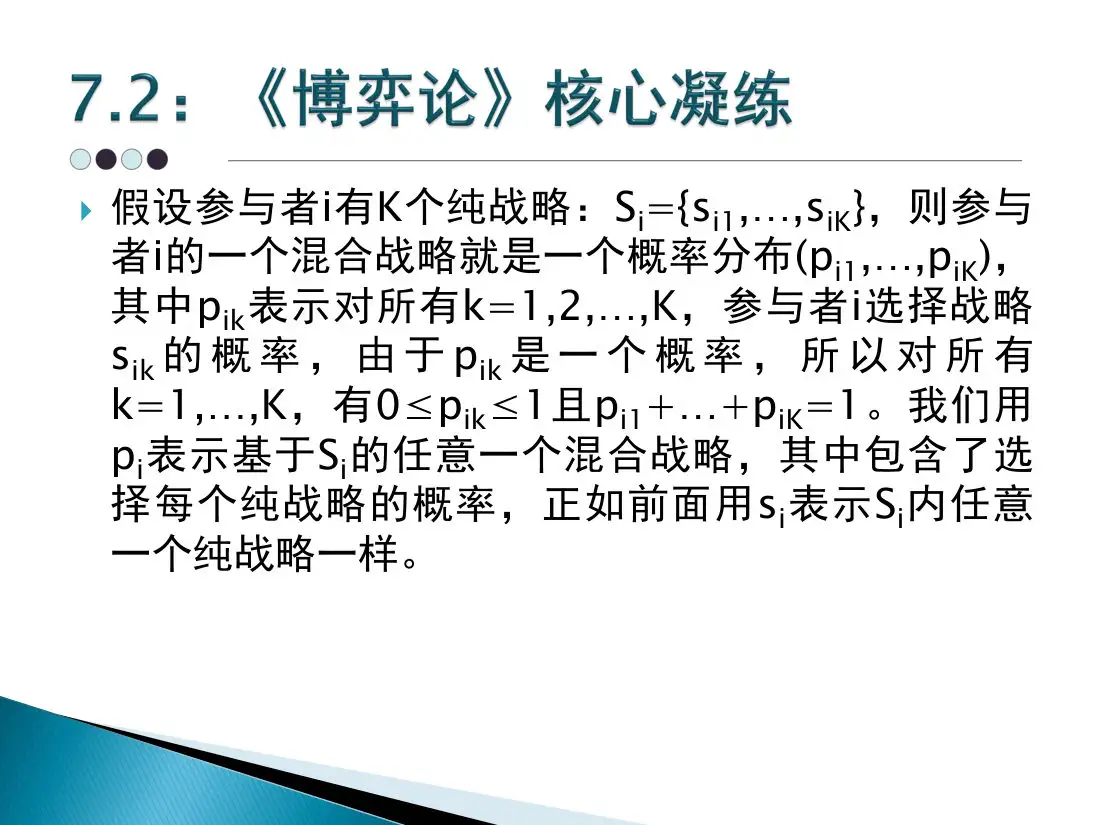 7.2：《博弈论》核心凝练
假设参与者i有K个纯战略：Si={si1,…,siK}，则参与
者i的一个混合战略就是一个概率分布(pi1,…,piK)，
其中pik表示对所有k=1,2,…,K，参与者i选择战略
sik的概率，由于pik是一个概率，所以对所有
k=1,…,K，有0≤pik≤1且pi1+…+piK=1。我们用
pi表示基于Si的任意一个混合战略，其中包含了选
择每个纯战略的概率，正如前面用si表示Si内任意
一个纯战略一样。